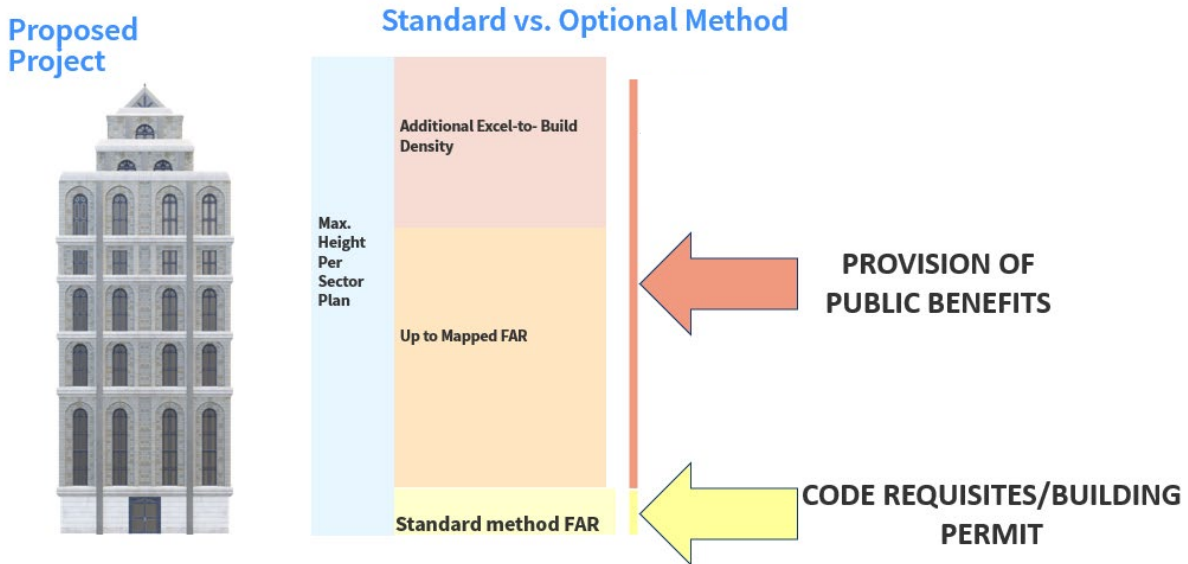 Proposed
Project
Standard vs. Optional Method
Additional Excel-to- Build
Density
Max.
Height
Per
Sector
Plan
Up to Mapped FAR
Standard method FAR
PROVISION OF
PUBLIC BENEFITS
CODE REQUISITES/BUILDING
PERMIT